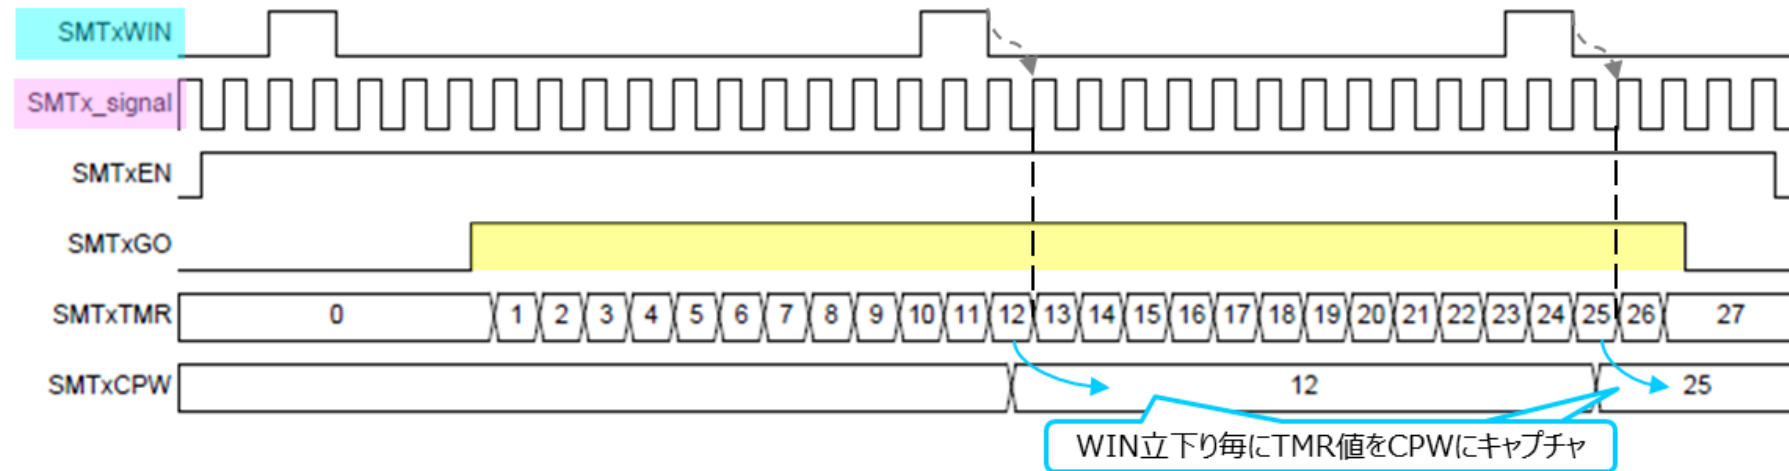 SMTxWIN
SMTx_signal
SMTxEN
SMTxGO
SMTxTMR 0 1 2 3 4 5 6 7 8 9 10 11 12 13 14 15 16 17 18 19 20 21 22 23 24 25 26 27
SMTxCPW 12 25
WIN立下り毎にTMR値をCPWにキャプチャ